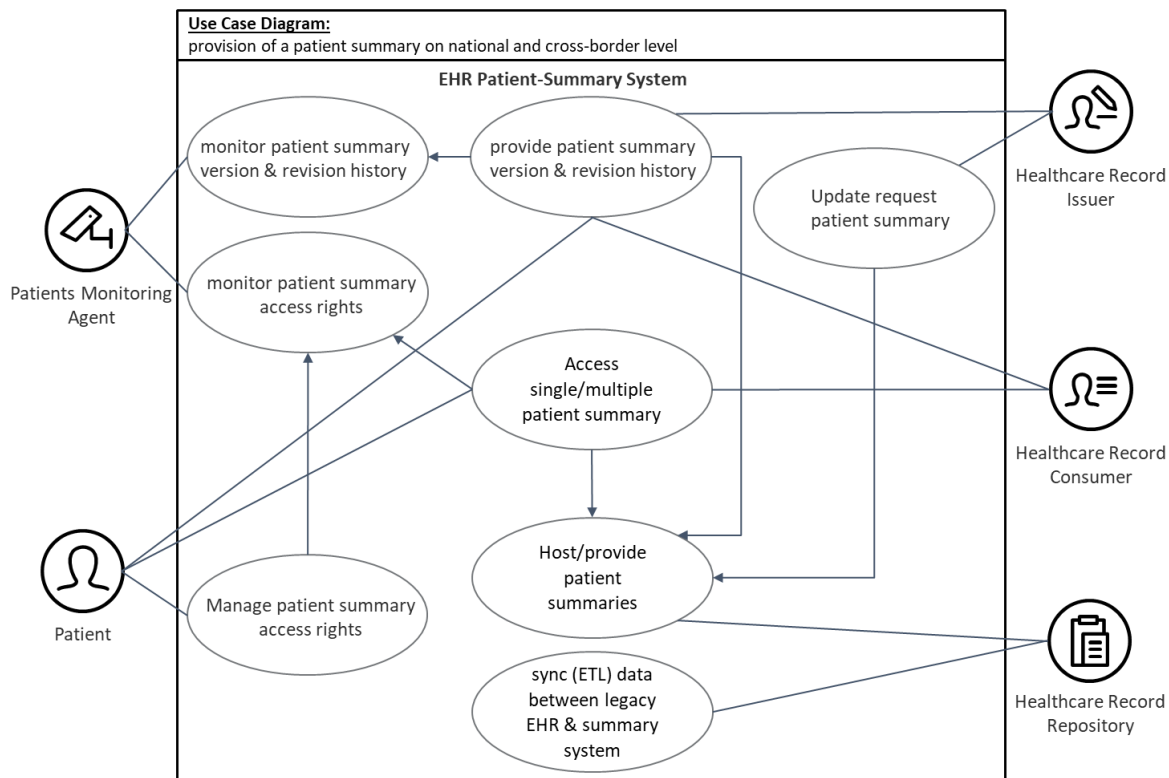 Use Case Diagram:
provision of a patient summary on national and cross-border level
EHR Patient-Summary System
monitor patient summary
version & revision history
provide patient summary
version & revision history
Update request
patient summary
Healthcare Record
Issuer
Patients Monitoring
Agent
monitor patient summary
access rights
Access
single/multiple
patient summary
Healthcare Record
Consumer
Host/provide
patient
summaries
Manage patient summary
access rights
Patient
sync (ETL) data
between legacy
EHR & summary
system
Healthcare Record
Repository